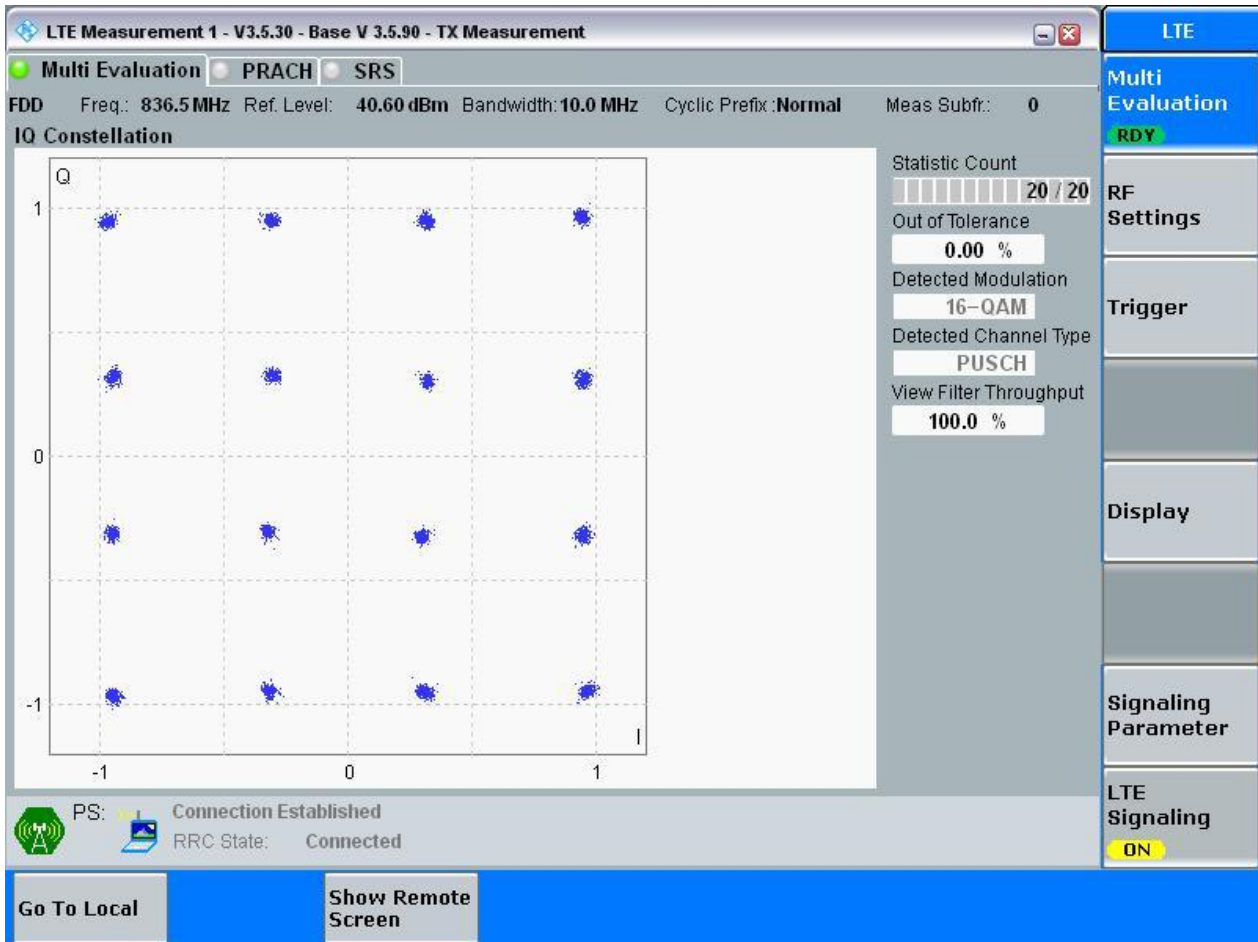 LTE Measurement 1 - V3.5.30 - Base V 3.5.90 - TX Measurement
LTE
Multi Evaluation PRACH SRS
FDD Freq.: 836.5 MHz Ref. Level: 40.60 dBm Bandwidth: 10.0 MHz Cyclic Prefix : Normal Meas Subfr.: 0
IQ Constellation
Q
1
0
-1
I
-1 0 1
Statistic Count
20 / 20
Out of Tolerance
0.00 %
Detected Modulation
16-QAM
Detected Channel Type
PUSCH
View Filter Throughput
100.0 %
Multi
Evaluation
RDY
RF
Settings
Trigger
Display
Signaling
Parameter
LTE
Signaling
ON
PS: Connection Established
RRC State: Connected
Go To Local
Show Remote
Screen